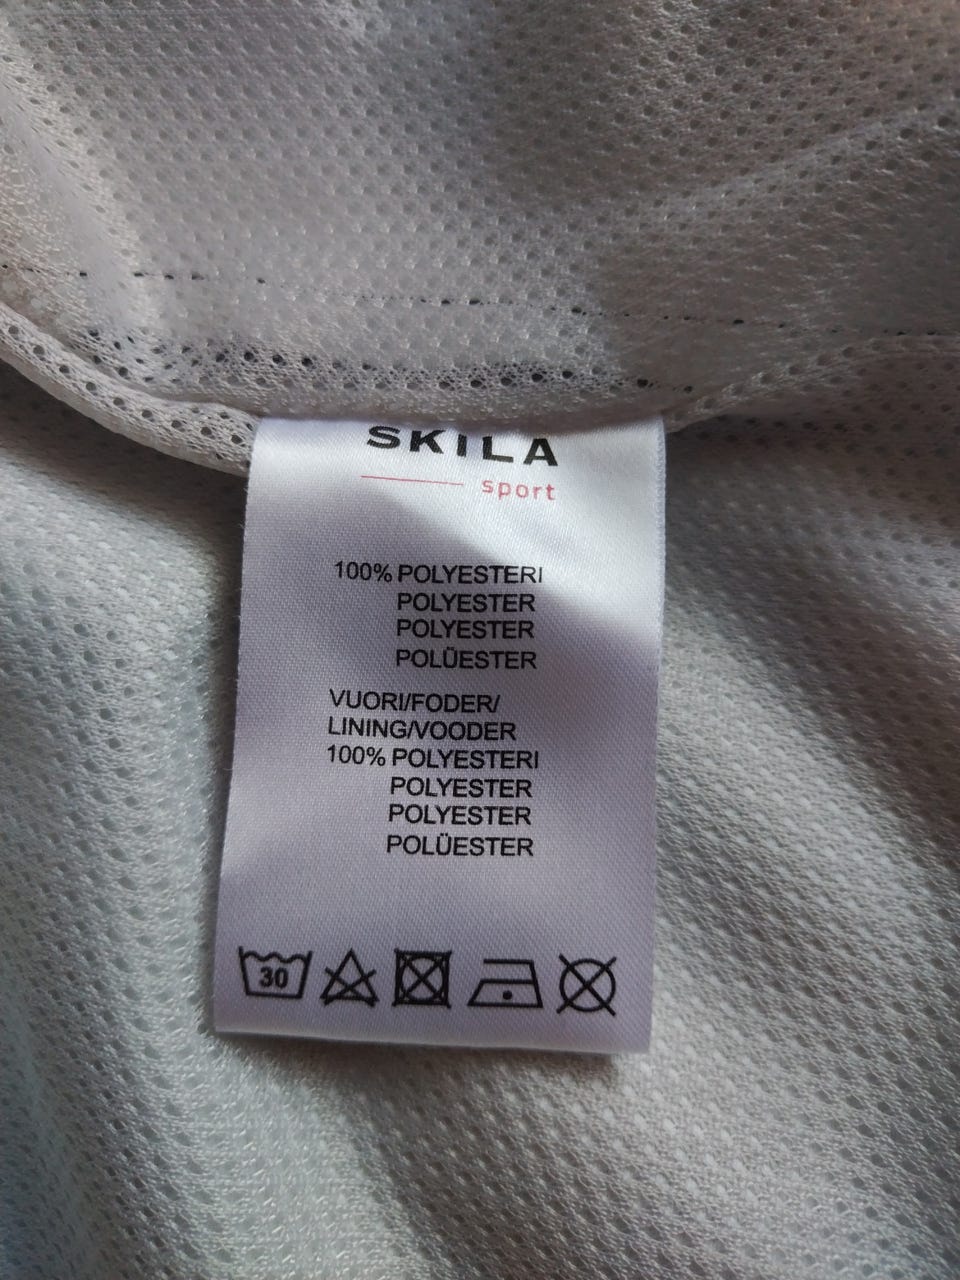 SKILA
sport
100% POLYESTERI
POLYESTER
POLYESTER
POLÜESTER
VUORI/FODER/
LINING/VOODER
100% POLYESTERI
POLYESTER
POLYESTER
POLÜESTER
30